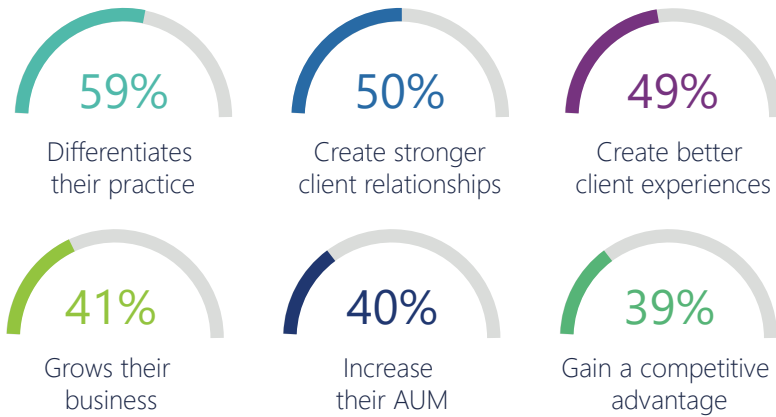 59%
Differentiates
their practice
50%
Create stronger
client relationships
49%
Create better
client experiences
41%
Grows their
business
40%
Increase
their AUM
39%
Gain a competitive
advantage